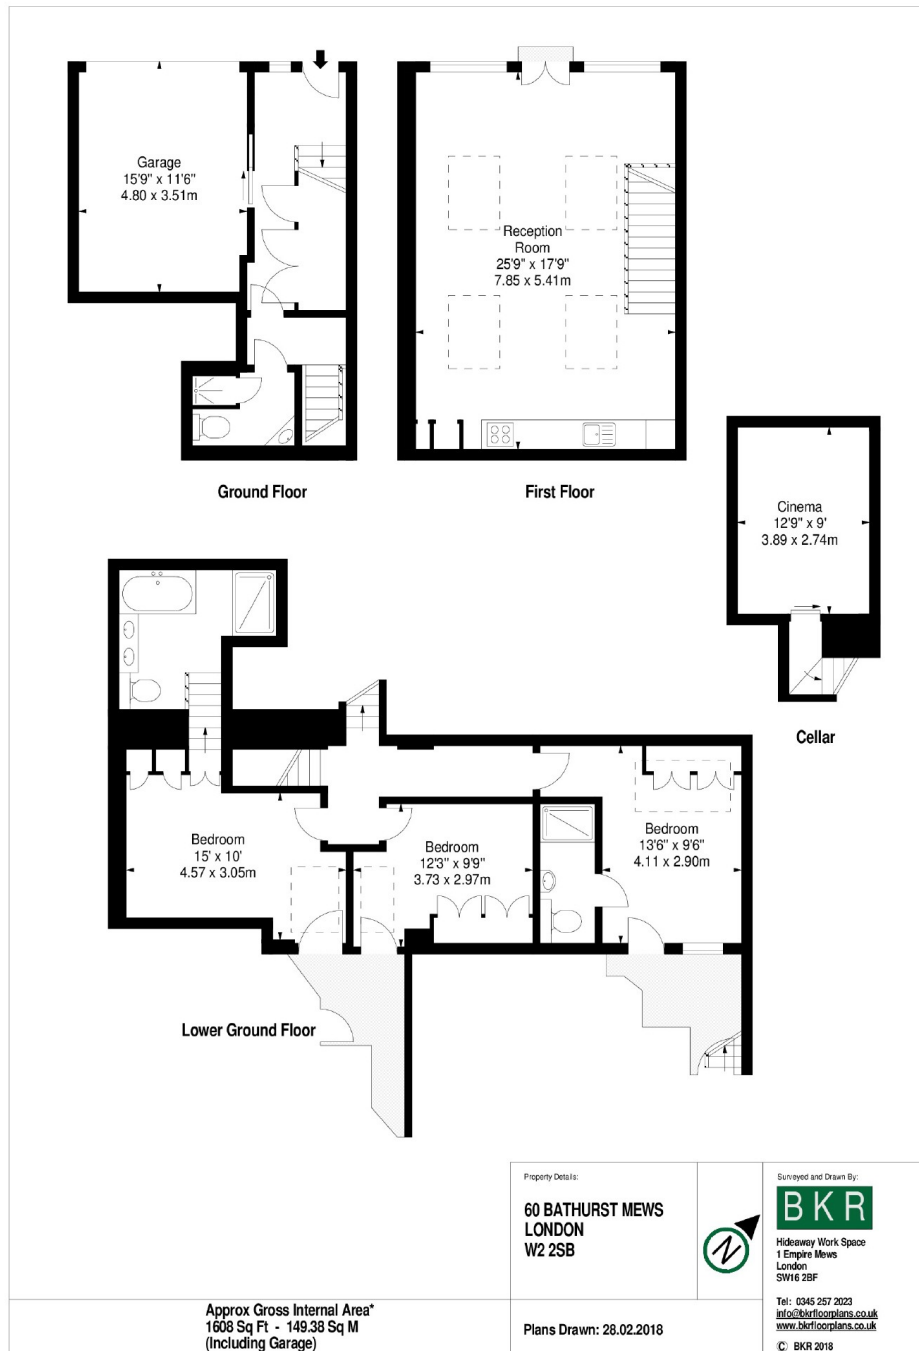 Garage
15'9" x 11'6"
4.80 x 3.51m
Reception
Room
25'9" x 17'9"
7.85 x 5.41m
Ground Floor
First Floor
Cinema
12'9" x 9'
3.89 x 2.74m
Cellar
Bedroom
15' x 10'
4.57 x 3.05m
Bedroom
12'3" x 9'9"
3.73 x 2.97m
Bedroom
13'6" x 9'6"
4.11 x 2.90m
Lower Ground Floor
Property Details:
60 BATHURST MEWS
LONDON
W2 2SB
N
Surveyed and Drawn By:
BKR
Hideaway Work Space
1 Empire Mews
London
SW16 2BF
Tel: 0345 257 2023
info@bkrfloorplans.co.uk
www.bkrfloorplans.co.uk
© BKR 2018
Approx Gross Internal Area*
1608 Sq Ft - 149.38 Sq M
(Including Garage)
Plans Drawn: 28.02.2018